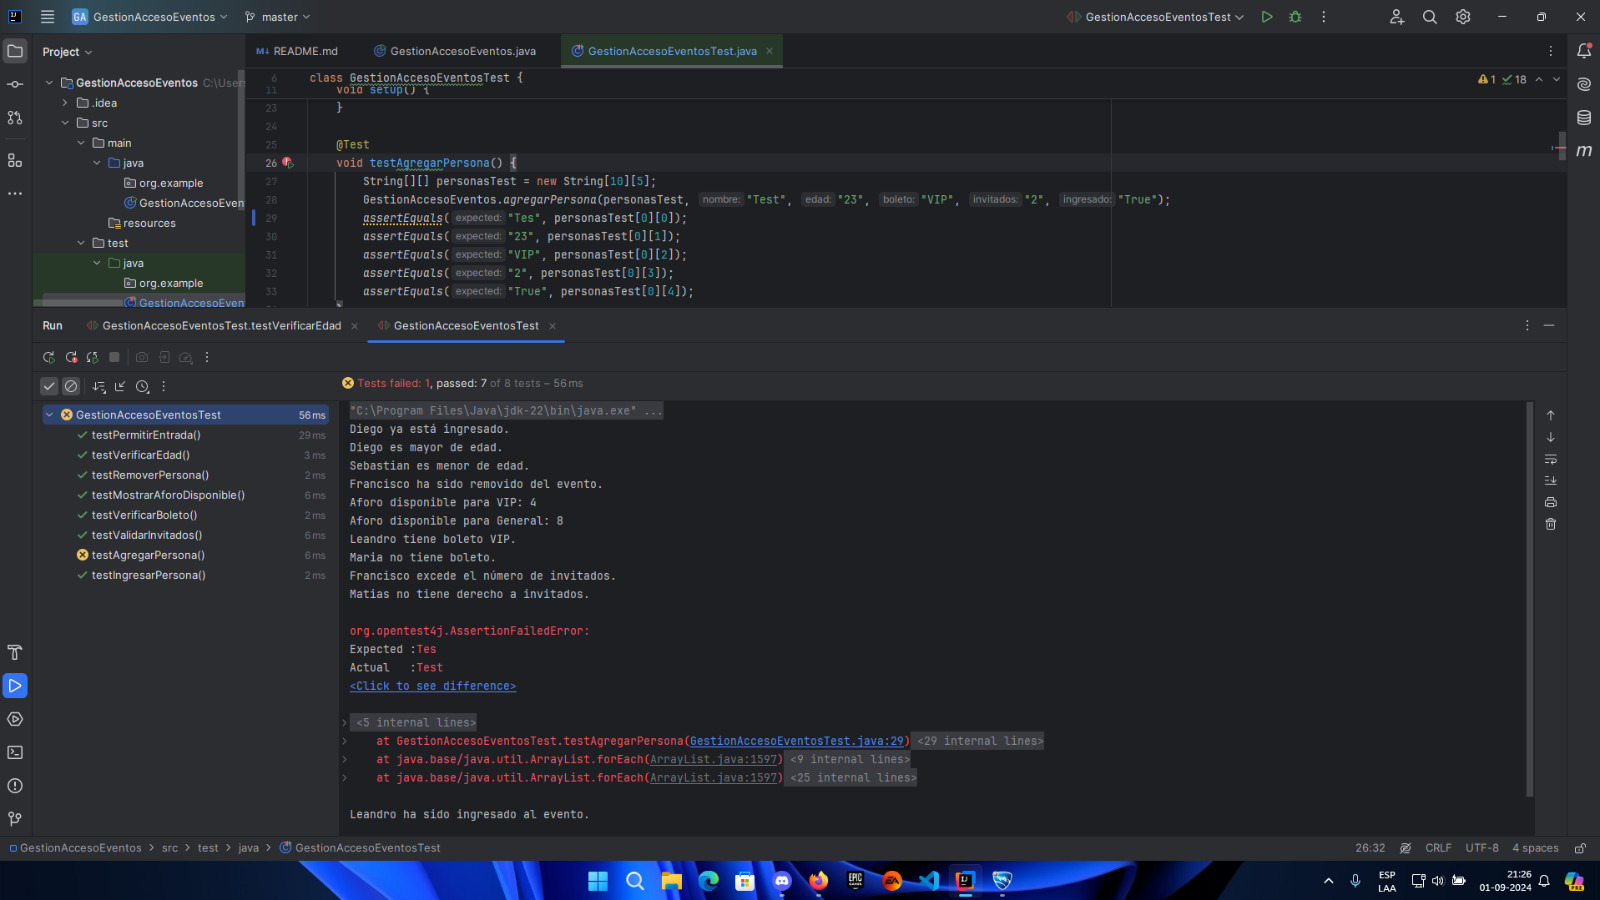 GA GestionAccesoEventos master GestionAccesoEventosTest
Project
README.md GestionAccesoEventos.java GestionAccesoEventosTest.java
GestionAccesoEventos C:\Users
.idea
src
main
java
org.example
GestionAccesoEven
resources
test
java
org.example
GestionAccesoEven
6 class GestionAccesoEventosTest {
11 void setup() {
1 18
23 }
24
25 @Test
26 void testAgregarPersona() {
27 String[][] personasTest = new String[10][5];
28 GestionAccesoEventos.agregarPersona(personasTest, nombre: "Test", edad: "23", boleto: "VIP", invitados: "2", ingresado: "True");
29 assertEquals( expected: "Tes", personasTest[0][0]);
30 assertEquals( expected: "23", personasTest[0][1]);
31 assertEquals( expected: "VIP", personasTest[0][2]);
32 assertEquals( expected: "2", personasTest[0][3]);
33 assertEquals( expected: "True", personasTest[0][4]);
Run GestionAccesoEventosTest.testVerificarEdad GestionAccesoEventosTest
Tests failed: 1, passed: 7 of 8 tests – 56 ms
GestionAccesoEventosTest 56 ms
testPermitirEntrada() 29 ms
testVerificarEdad() 3 ms
testRemoverPersona() 2 ms
testMostrarAforoDisponible() 6 ms
testVerificarBoleto() 2 ms
testValidarInvitados() 6 ms
testAgregarPersona() 6 ms
testIngresarPersona() 2 ms
"C:\Program Files\Java\jdk-22\bin\java.exe" ...
Diego ya está ingresado.
Diego es mayor de edad.
Sebastian es menor de edad.
Francisco ha sido removido del evento.
Aforo disponible para VIP: 4
Aforo disponible para General: 8
Leandro tiene boleto VIP.
Maria no tiene boleto.
Francisco excede el número de invitados.
Matias no tiene derecho a invitados.
org.opentest4j.AssertionFailedError:
Expected :Tes
Actual   :Test
<Click to see difference>
<5 internal lines>
at GestionAccesoEventosTest.testAgregarPersona(GestionAccesoEventosTest.java:29) <29 internal lines>
at java.base/java.util.ArrayList.forEach(ArrayList.java:1597) <9 internal lines>
at java.base/java.util.ArrayList.forEach(ArrayList.java:1597) <25 internal lines>
Leandro ha sido ingresado al evento.
GestionAccesoEventos > src > test > java > GestionAccesoEventosTest
26:32 CRLF UTF-8 4 spaces
ESP
LAA
21:26
01-09-2024